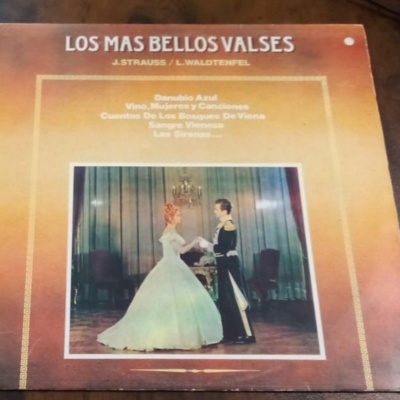 LOS MAS BELLOS VALSES
J.STRAUSS / L.WALDTENFEL
Danubio Azul
Vino, Mujeres y Canciones
Cuentos De Los Bosques De Viena
Sangre Vienesa
Las Sirenas....